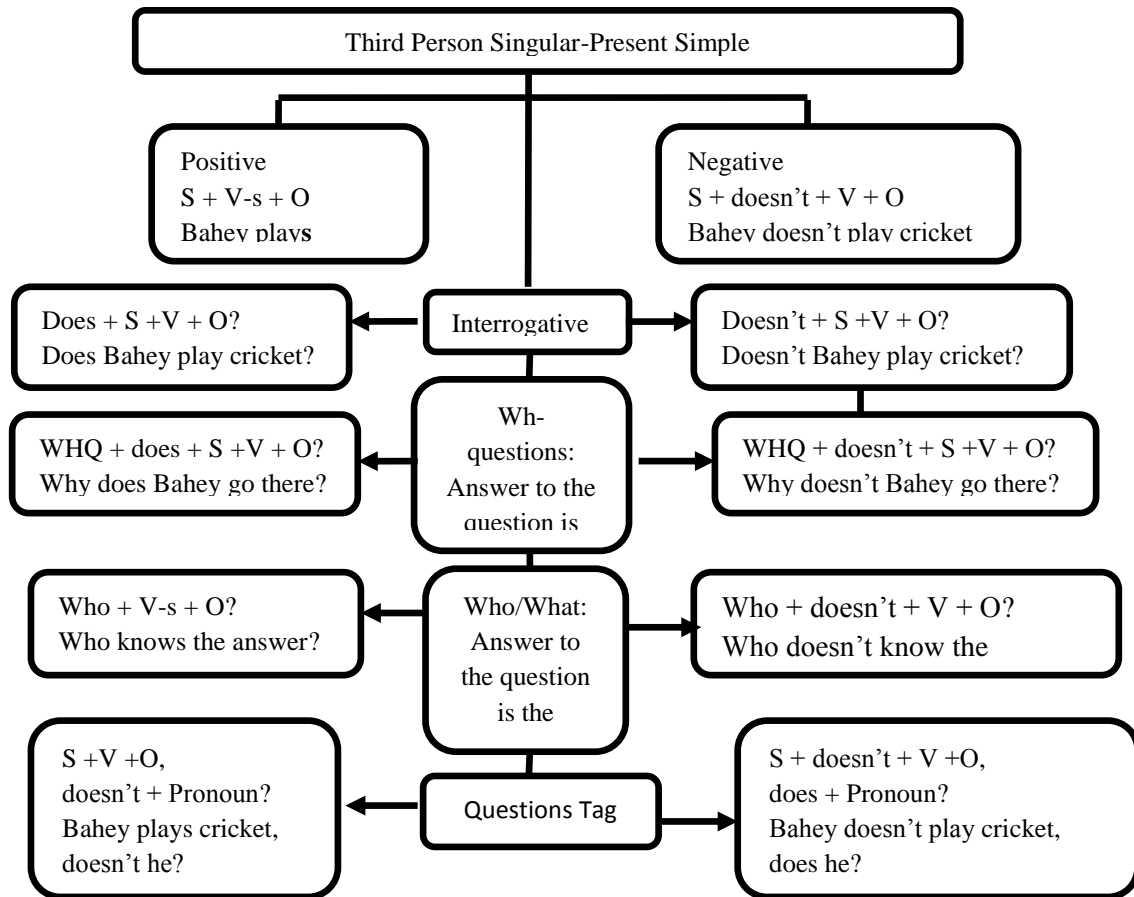 Third Person Singular-Present Simple
Positive
S + V-s + O
Bahey plays
Negative
S + doesn’t + V + O
Bahey doesn’t play cricket
Interrogative
Does + S +V + O?
Does Bahey play cricket?
Doesn’t + S +V + O?
Doesn’t Bahey play cricket?
Wh-
questions:
Answer to the
question is
WHQ + does + S +V + O?
Why does Bahey go there?
WHQ + doesn’t + S +V + O?
Why doesn’t Bahey go there?
Who/What:
Answer to
the question
is the
Who + V-s + O?
Who knows the answer?
Who + doesn’t + V + O?
Who doesn’t know the
Questions Tag
S +V +O,
doesn’t + Pronoun?
Bahey plays cricket,
doesn’t he?
S + doesn’t + V +O,
does + Pronoun?
Bahey doesn’t play cricket,
does he?